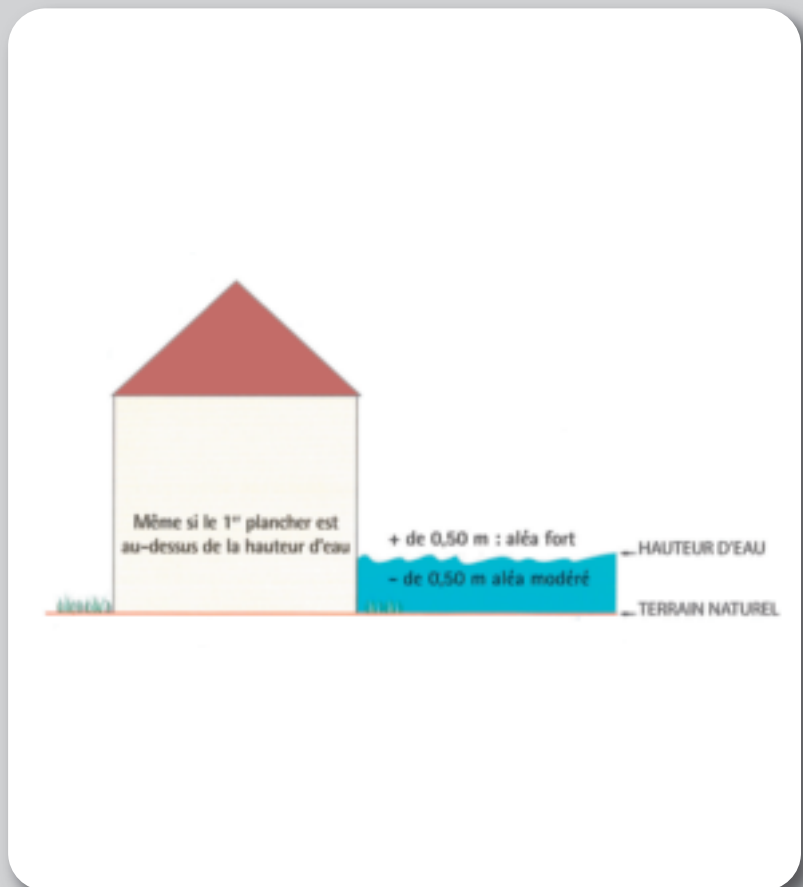 Même si le 1er plancher est
au-dessus de la hauteur d'eau
+ de 0,50 m : aléa fort
HAUTEUR D'EAU
- de 0,50 m aléa modéré
TERRAIN NATUREL